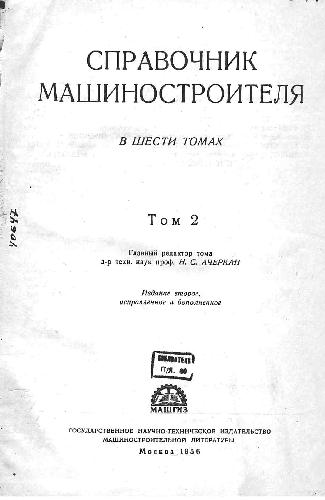 СПРАВОЧНИК
МАШИНОСТРОИТЕЛЯ
В ШЕСТИ ТОМАХ
Том 2
Главный редактор тома
д-р техн. наук проф. Н. С. АЧЕРКАН
Издание второе,
исправленное и дополненное
БИБЛИОТЕКА
МАШГИЗ
ГОСУДАРСТВЕННОЕ НАУЧНО-ТЕХНИЧЕСКОЕ ИЗДАТЕЛЬСТВО
МАШИНОСТРОИТЕЛЬНОЙ ЛИТЕРАТУРЫ
Москва 1956